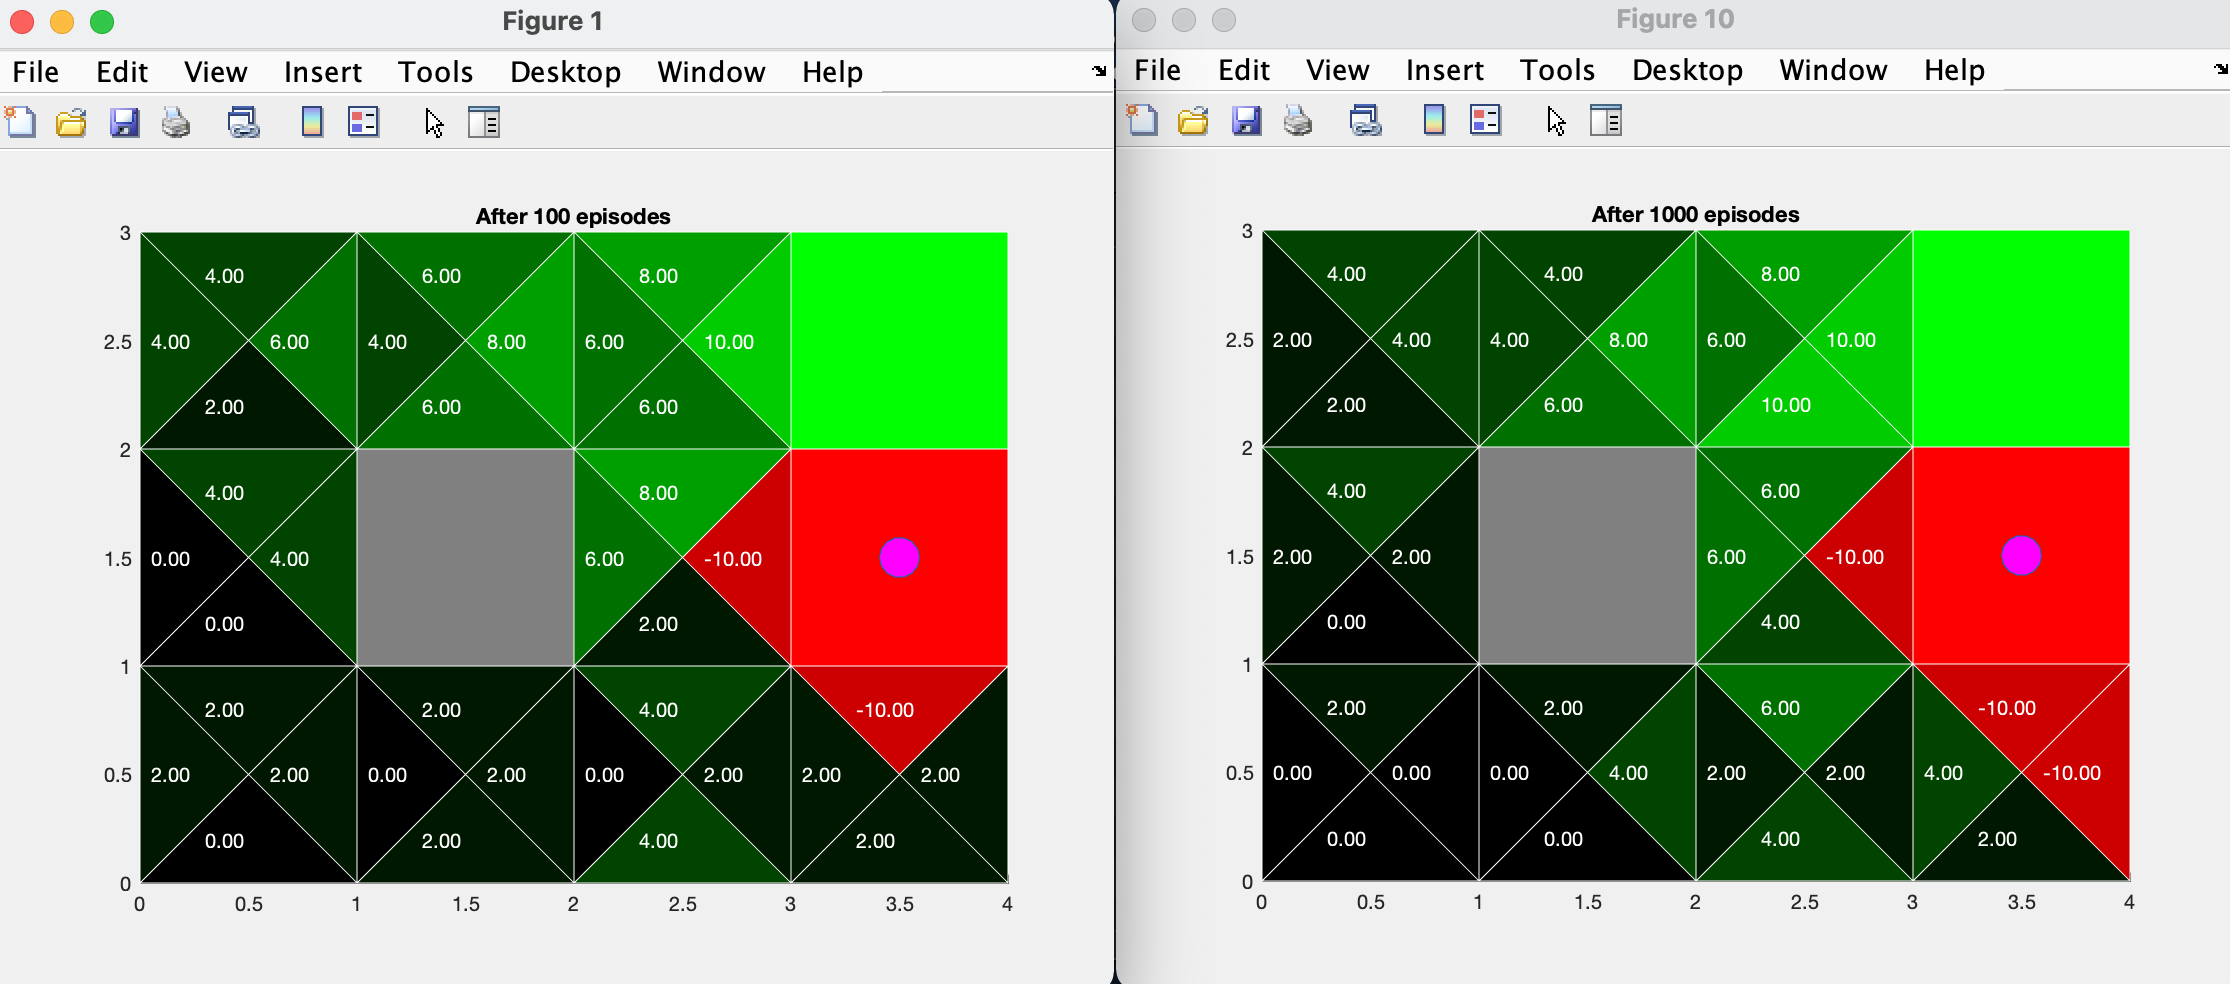 Figure 1
File Edit View Insert Tools Desktop Window Help
After 100 episodes
3
4.00 6.00 8.00
2.5 4.00 6.00 4.00 8.00 6.00 10.00
2.00 6.00 6.00
2
4.00 8.00
1.5 0.00 4.00 6.00 -10.00
0.00 2.00
1
2.00 2.00 4.00 -10.00
0.5 2.00 2.00 0.00 2.00 0.00 2.00 2.00 2.00
0.00 2.00 4.00 2.00
0
0 0.5 1 1.5 2 2.5 3 3.5 4
Figure 10
File Edit View Insert Tools Desktop Window Help
After 1000 episodes
3
4.00 4.00 8.00
2.5 2.00 4.00 4.00 8.00 6.00 10.00
2.00 6.00 10.00
2
4.00 6.00
1.5 2.00 2.00 6.00 -10.00
0.00 4.00
1
2.00 2.00 6.00 -10.00
0.5 0.00 0.00 0.00 4.00 2.00 2.00 4.00 -10.00
0.00 0.00 4.00 2.00
0
0 0.5 1 1.5 2 2.5 3 3.5 4